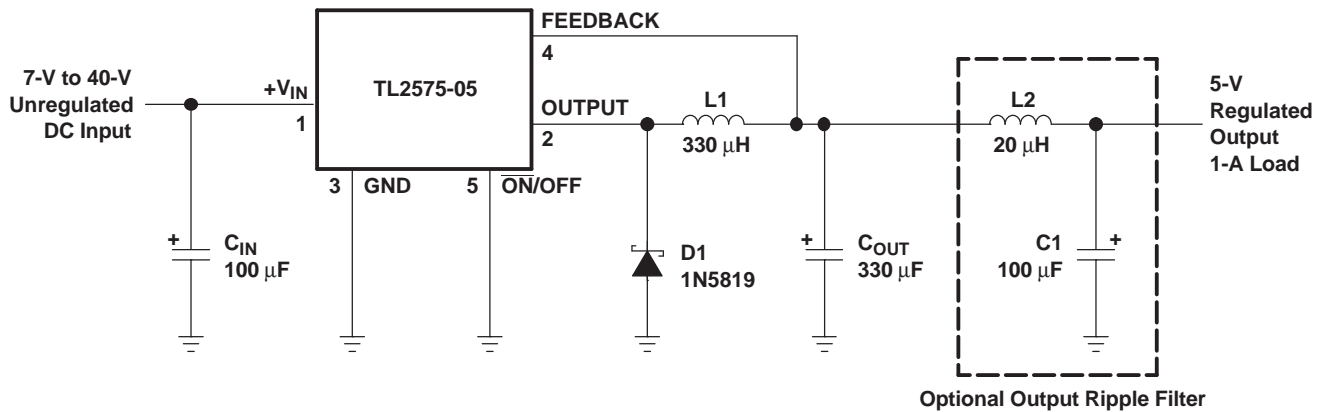 FEEDBACK
4
7-V to 40-V
Unregulated
DC Input
+VIN
1
TL2575-05
OUTPUT
2
L1
330 μH
L2
20 μH
5-V
Regulated
Output
1-A Load
3 GND
5 ON/OFF
+
CIN
100 μF
D1
1N5819
+
COUT
330 μF
C1
100 μF
+
Optional Output Ripple Filter